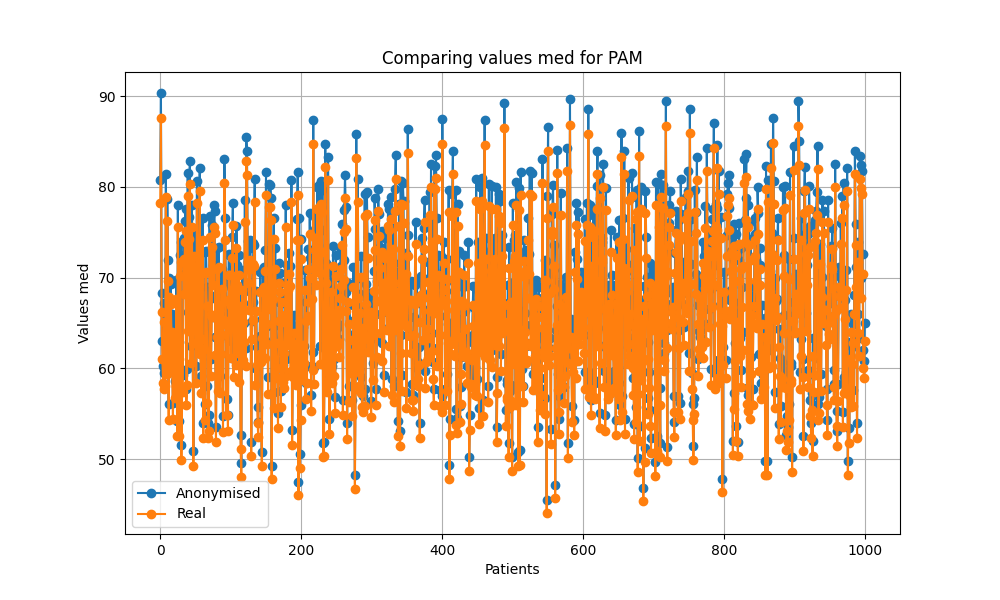 Comparing values med for PAM
Values med
90
80
70
60
50
Anonymised
Real
0 200 400 600 800 1000
Patients